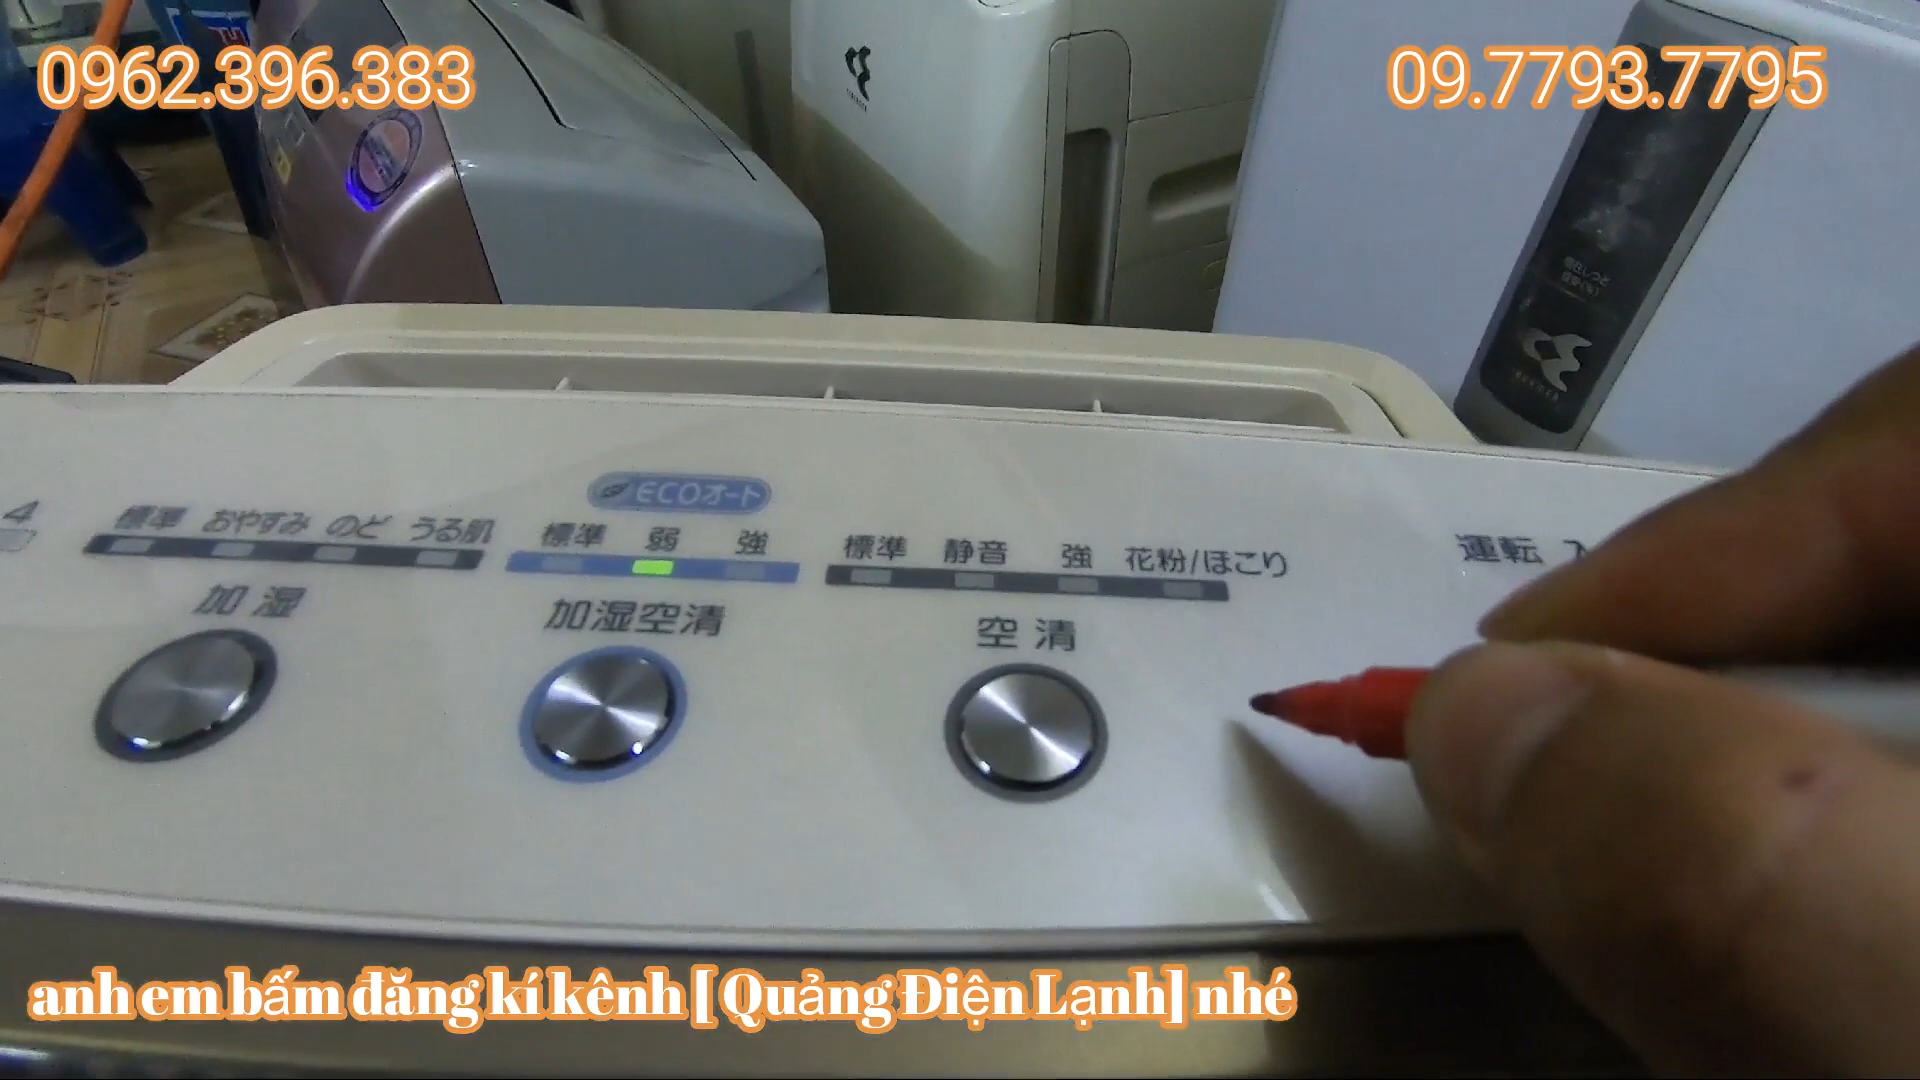 0962.396.383
09.7793.7795
ECOオート
4
標準 おやすみ のど うる肌
標準 弱 強
標準 静音 強 花粉/ほこり
運転
加湿
加湿空清
空清
anh em bấm đăng kí kênh [ Quảng Điện Lạnh] nhé